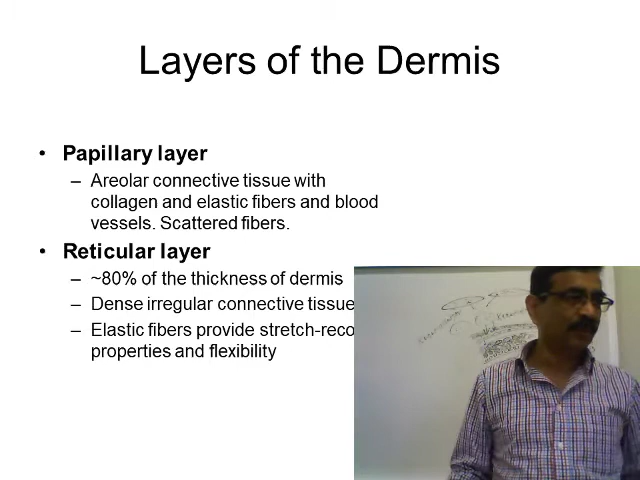 Layers of the Dermis
• Papillary layer
– Areolar connective tissue with
collagen and elastic fibers and blood
vessels. Scattered fibers.
• Reticular layer
– ~80% of the thickness of dermis
– Dense irregular connective tissue
– Elastic fibers provide stretch-reco
properties and flexibility